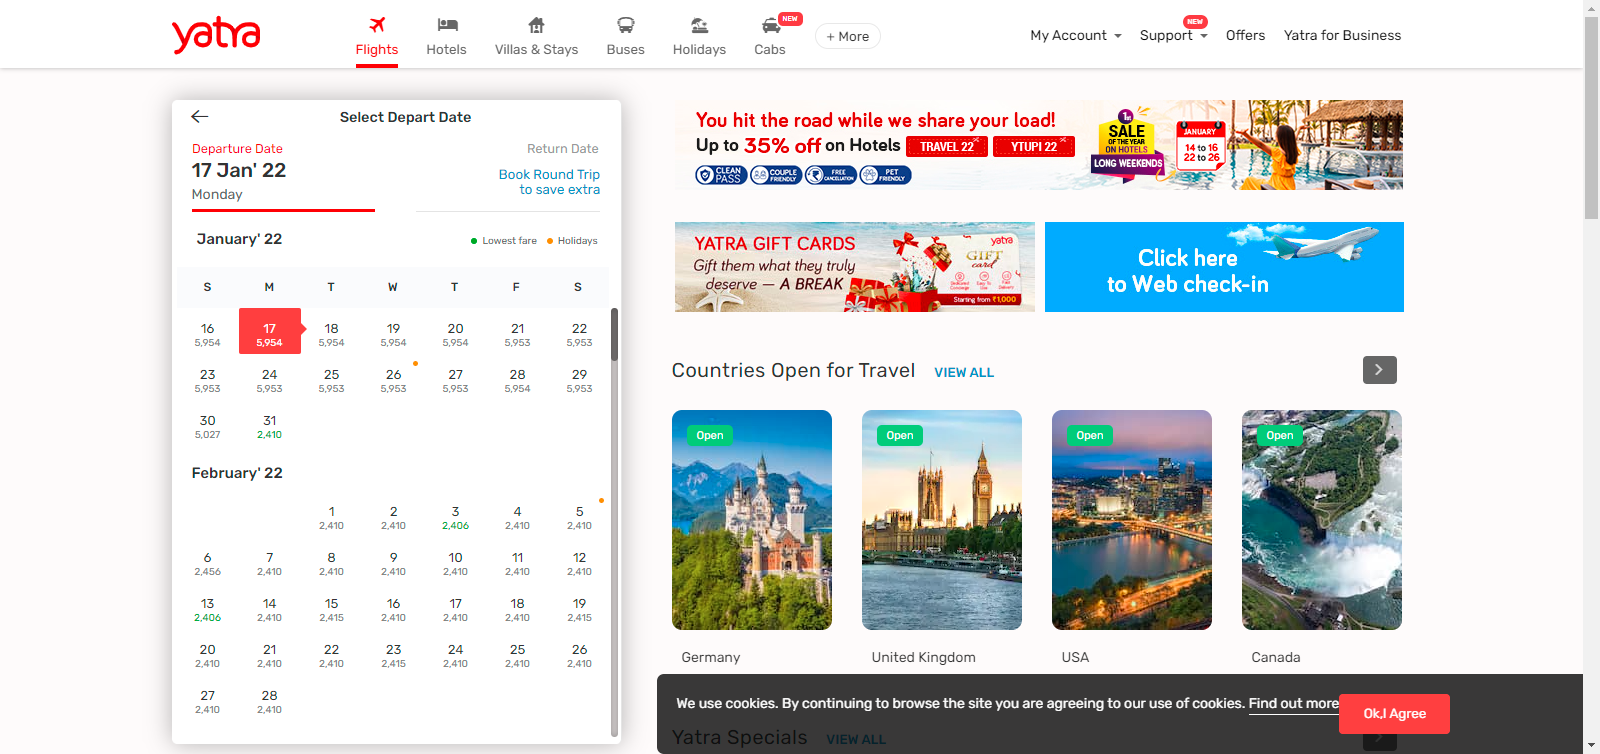 yatra
Flights
Hotels
Villas & Stays
Buses
Holidays
NEW
Cabs
+ More
My Account
NEW
Support
Offers
Yatra for Business
Select Depart Date
Departure Date
17 Jan' 22
Monday
Return Date
Book Round Trip
to save extra
January' 22
Lowest fare
Holidays
S M T W T F S
16 17 18 19 20 21 22
5,954 5,954 5,954 5,954 5,954 5,953 5,953
23 24 25 26 27 28 29
5,953 5,953 5,953 5,953 5,953 5,954 5,953
30 31
5,027 2,410
February' 22
1 2 3 4 5
2,410 2,410 2,406 2,410 2,410
6 7 8 9 10 11 12
2,456 2,410 2,410 2,410 2,410 2,410 2,410
13 14 15 16 17 18 19
2,406 2,410 2,415 2,410 2,410 2,410 2,415
20 21 22 23 24 25 26
2,410 2,410 2,410 2,415 2,410 2,410 2,410
27 28
2,410 2,410
You hit the road while we share your load!
Up to 35% off on Hotels TRAVEL 22 YTUPI 22
CLEAN PASS
COUPLE FRIENDLY
FREE CANCELLATION
PET FRIENDLY
SALE
OF THE YEAR
ON HOTELS
LONG WEEKENDS
JANUARY
14 to 16
22 to 26
YATRA GIFT CARDS
Gift them what they truly
deserve — A BREAK
yatra
GIFT
card
Starting from ₹1,000
Click here
to Web check-in
Countries Open for Travel
VIEW ALL
Open
Open
Open
Open
Germany
United Kingdom
USA
Canada
We use cookies. By continuing to browse the site you are agreeing to our use of cookies. Find out more
Ok,I Agree
Yatra Specials
VIEW ALL